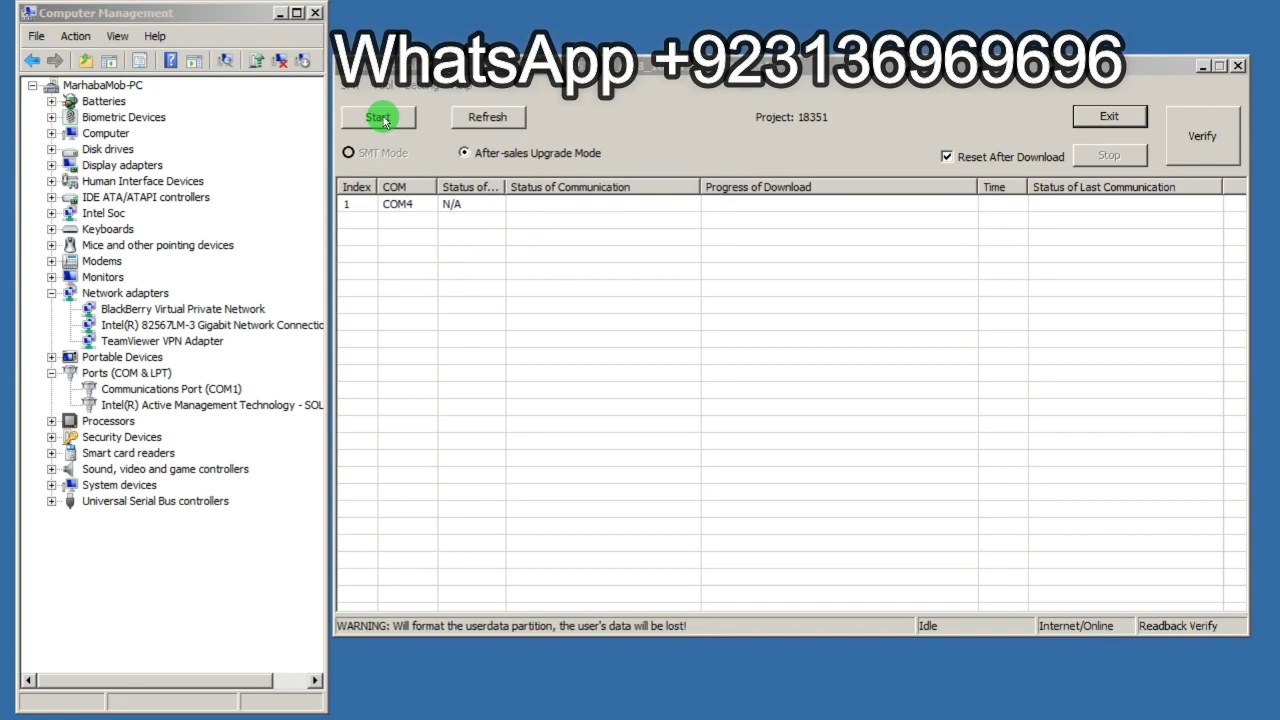 Computer Management
WhatsApp +923136969696
File Action View Help
MarhabaMob-PC
Batteries
Biometric Devices
Computer
Disk drives
Display adapters
Human Interface Devices
IDE ATA/ATAPI controllers
Intel Soc
Keyboards
Mice and other pointing devices
Modems
Monitors
Network adapters
BlackBerry Virtual Private Network
Intel(R) 82567LM-3 Gigabit Network Connectio
TeamViewer VPN Adapter
Portable Devices
Ports (COM & LPT)
Communications Port (COM1)
Intel(R) Active Management Technology - SOL
Processors
Security Devices
Smart card readers
Sound, video and game controllers
System devices
Universal Serial Bus controllers
Start Refresh Project: 18351 Exit Verify
SMT Mode After-sales Upgrade Mode Reset After Download Stop
Index COM Status of... Status of Communication Progress of Download Time Status of Last Communication
1 COM4 N/A
WARNING: Will format the userdata partition, the user's data will be lost! Idle Internet/Online Readback Verify